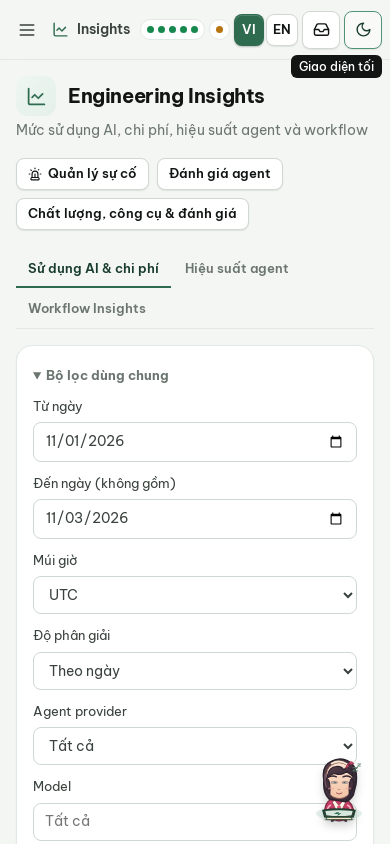 Insights
VI
EN
Giao diện tối
Engineering Insights
Mức sử dụng AI, chi phí, hiệu suất agent và workflow
Quản lý sự cố
Đánh giá agent
Chất lượng, công cụ & đánh giá
Sử dụng AI & chi phí
Hiệu suất agent
Workflow Insights
▼ Bộ lọc dùng chung
Từ ngày
11/01/2026
Đến ngày (không gồm)
11/03/2026
Múi giờ
UTC
Độ phân giải
Theo ngày
Agent provider
Tất cả
Model
Tất cả